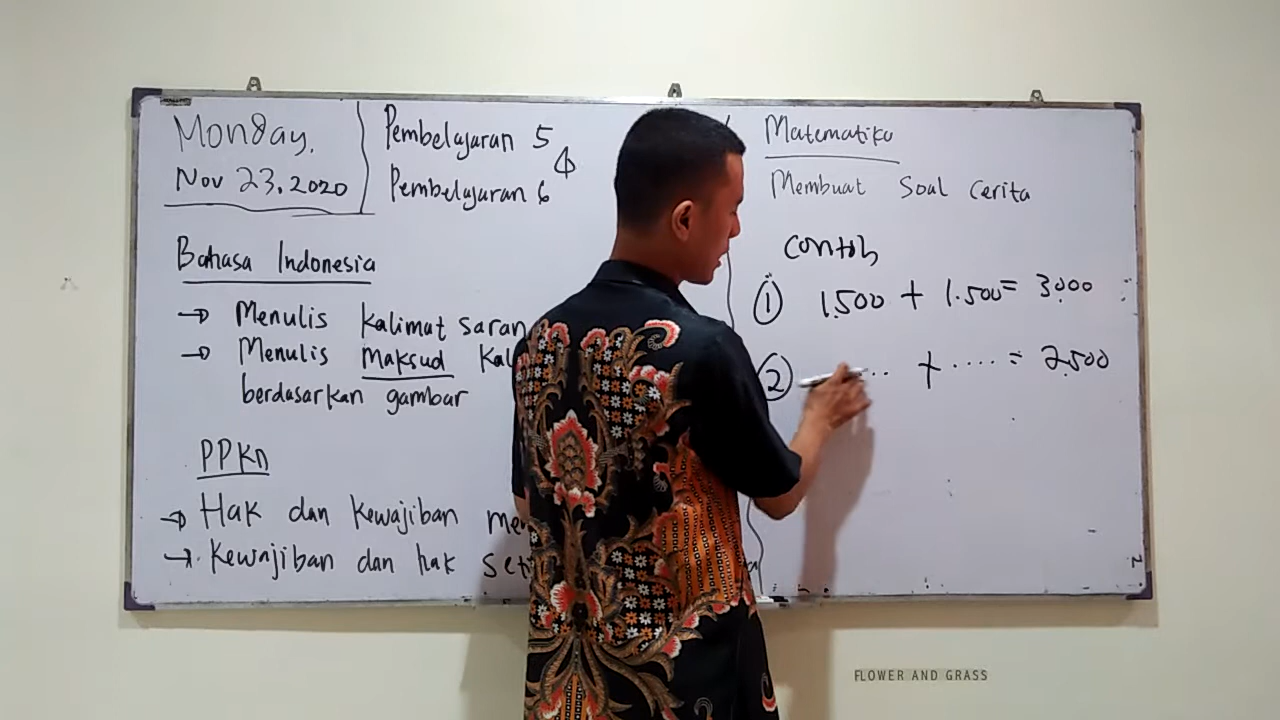 Monday,
Nov 23, 2020
Pembelajaran 5
&
Pembelajaran 6
Bahasa Indonesia
→ Menulis kalimat saran
→ Menulis maksud
berdasarkan gambar
PPKn
→ Hak dan kewajiban
→ Kewajiban dan hak
Matematika
Membuat Soal Cerita
Contoh
1 1.500 + 1.500 = 3.000
2 ..... + ..... = 2.500
FLOWER AND GRASS